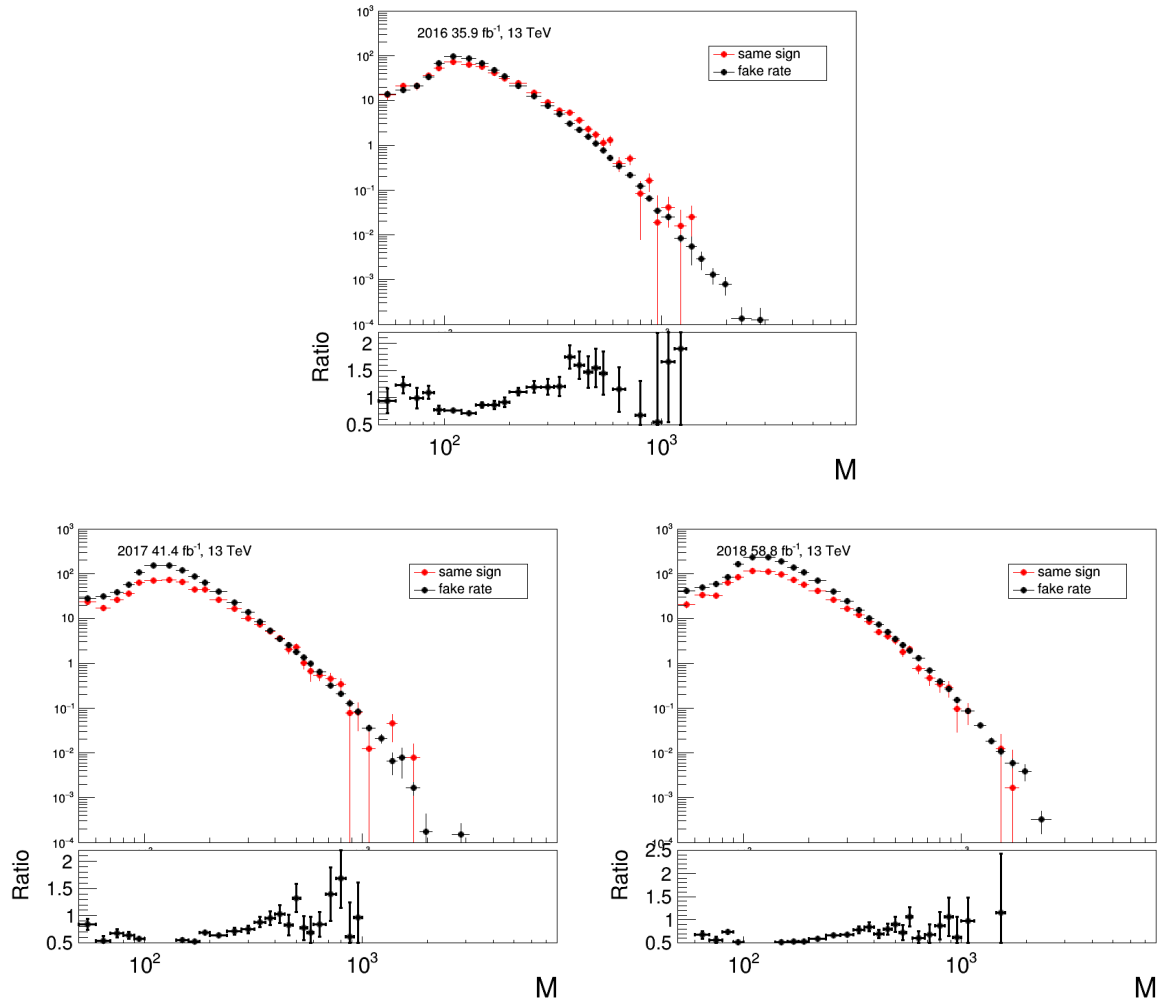 2016 35.9 fb⁻¹, 13 TeV
same sign
fake rate
10³
10²
10
1
10⁻¹
10⁻²
10⁻³
10⁻⁴
Ratio
2
1.5
1
0.5
10² 10³
M
2017 41.4 fb⁻¹, 13 TeV
same sign
fake rate
10³
10²
10
1
10⁻¹
10⁻²
10⁻³
10⁻⁴
Ratio
2
1.5
1
0.5
10² 10³
M
2018 58.8 fb⁻¹, 13 TeV
same sign
fake rate
10³
10²
10
1
10⁻¹
10⁻²
10⁻³
10⁻⁴
Ratio
2.5
2
1.5
1
0.5
10² 10³
M